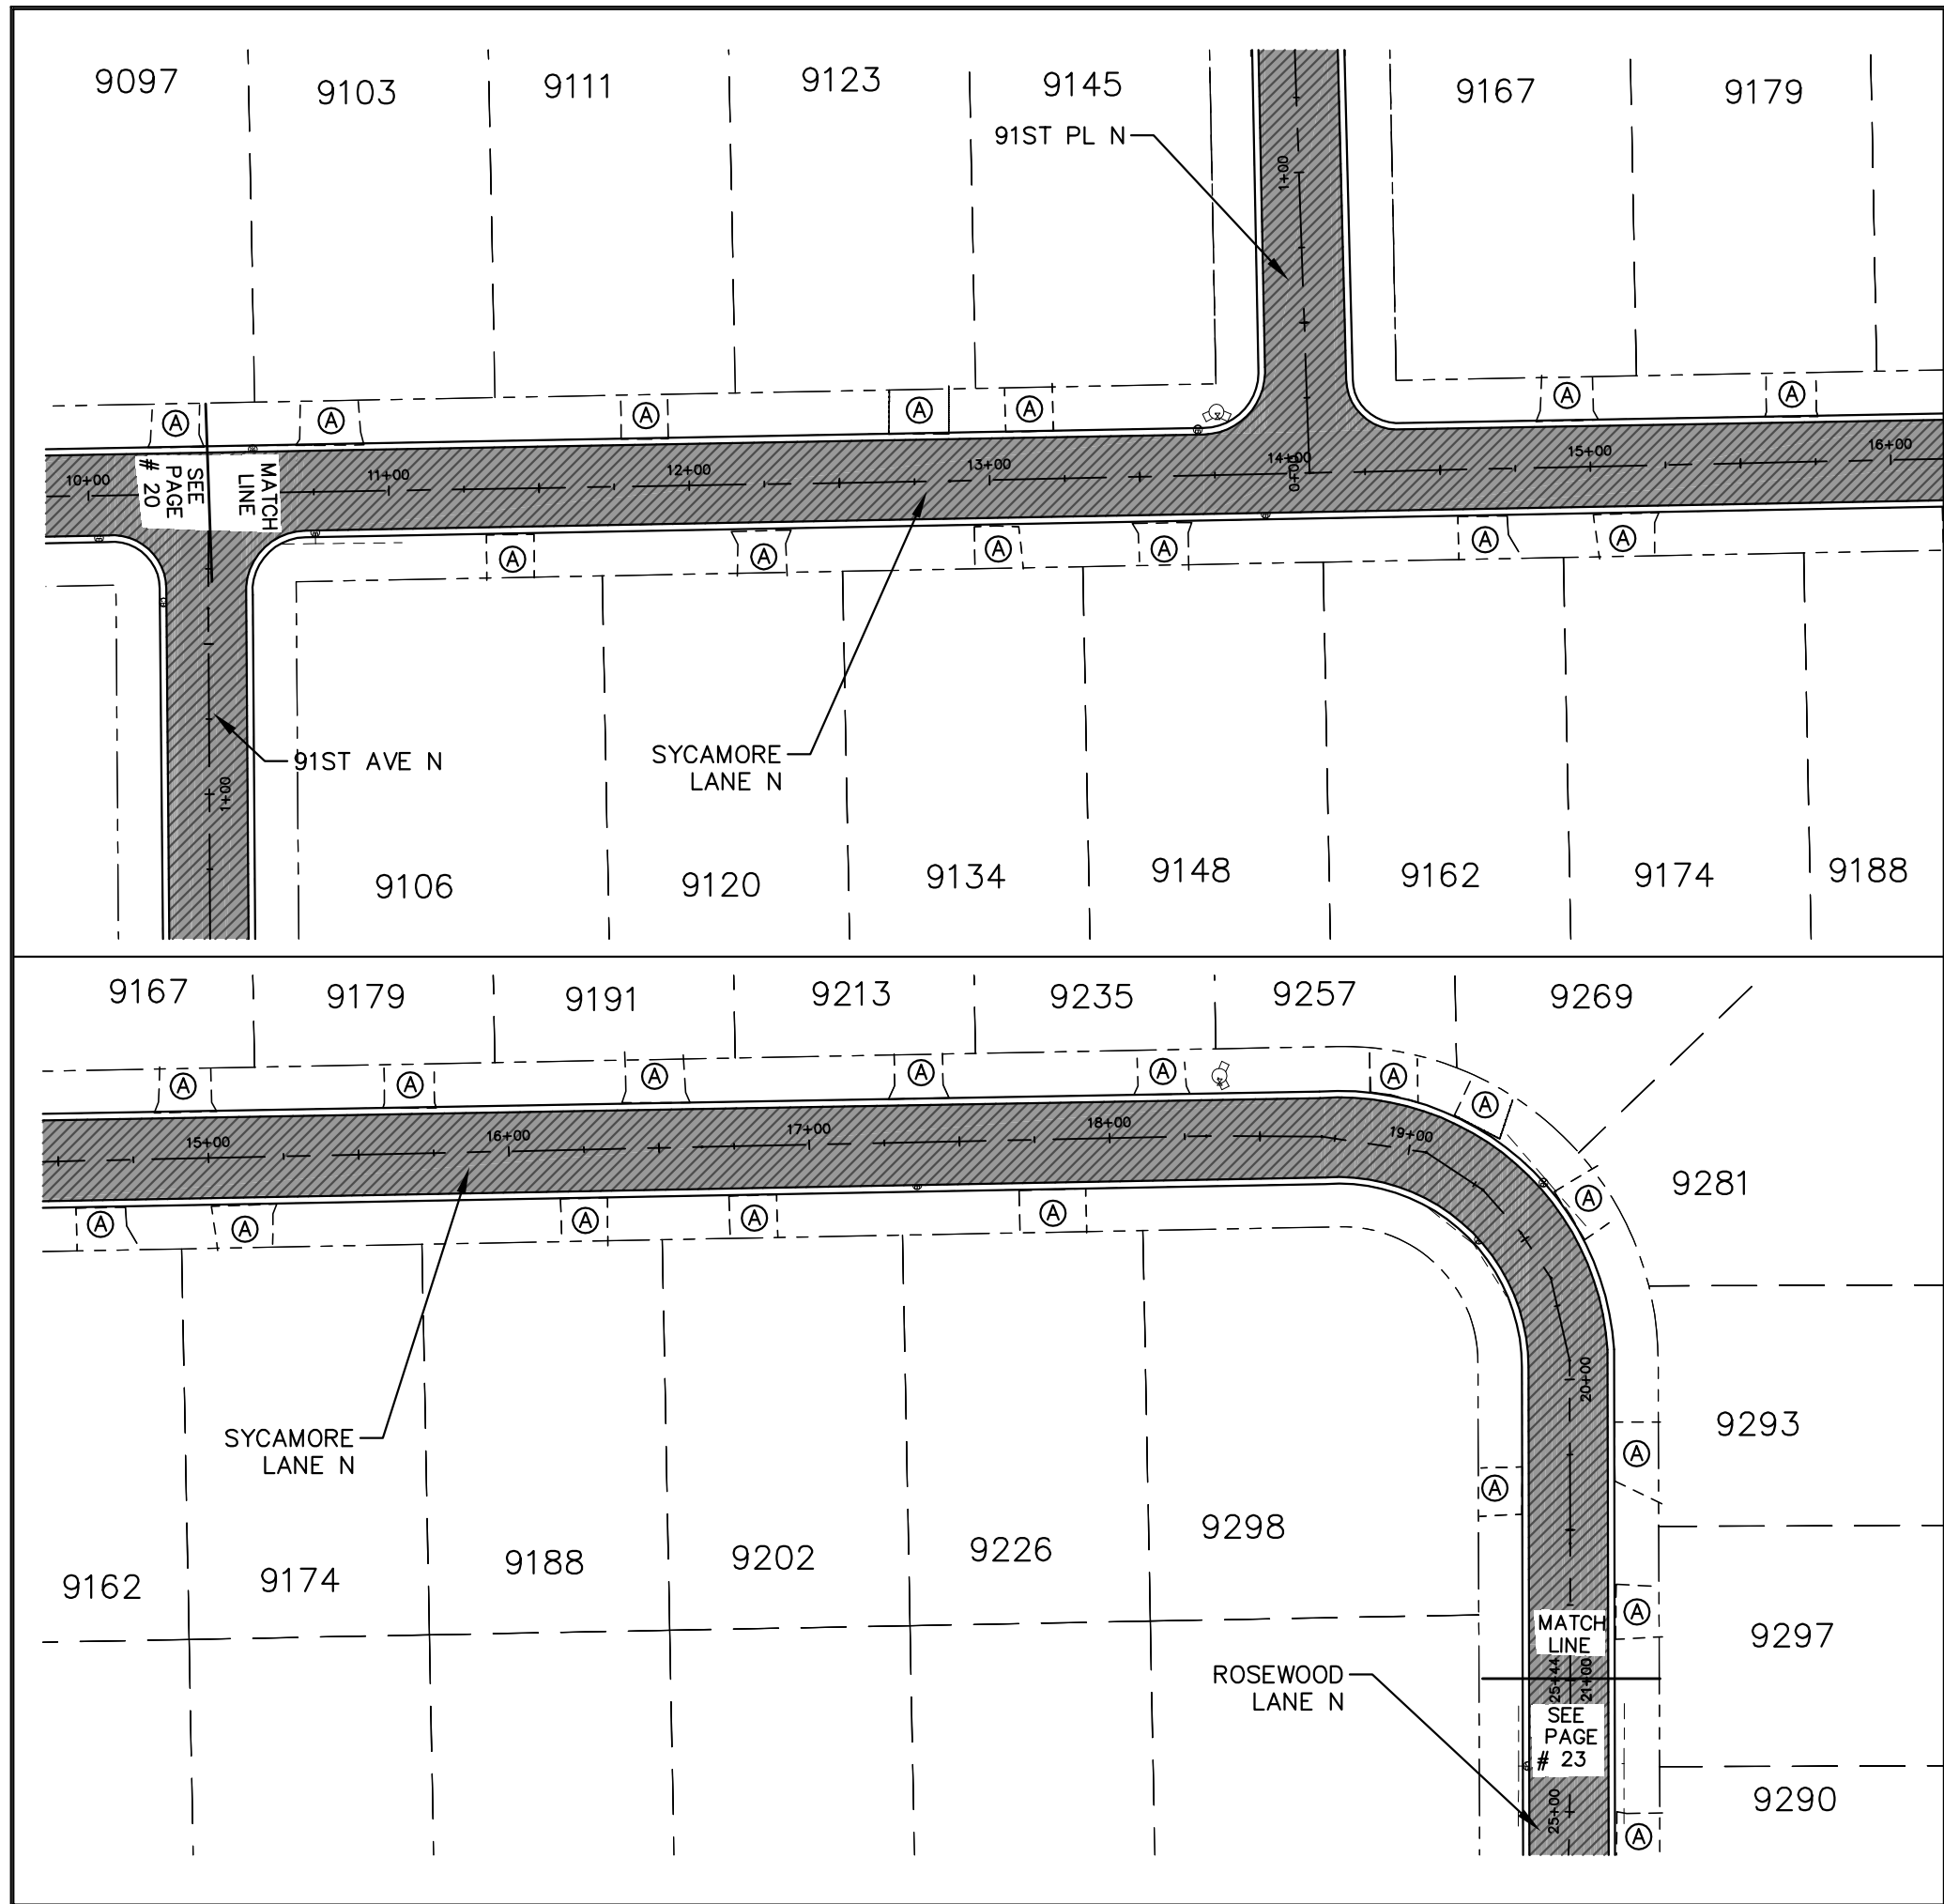 9097
9103
9111
9123
9145
9167
9179
91ST PL N
1+00
A
A
A
A
A
A
A
10+00
11+00
12+00
13+00
14+00
0+00
15+00
16+00
MATCH
LINE
SEE
PAGE
# 20
A
A
A
A
A
A
91ST AVE N
1+00
SYCAMORE
LANE N
9106
9120
9134
9148
9162
9174
9188
9167
9179
9191
9213
9235
9257
9269
A
A
A
A
A
A
A
A
15+00
16+00
17+00
18+00
19+00
9281
A
A
A
A
A
20+00
SYCAMORE
LANE N
9293
A
A
9162
9174
9188
9202
9226
9298
A
9297
MATCH
LINE
25+44
21+00
SEE
PAGE
# 23
ROSEWOOD
LANE N
25+00
9290
A